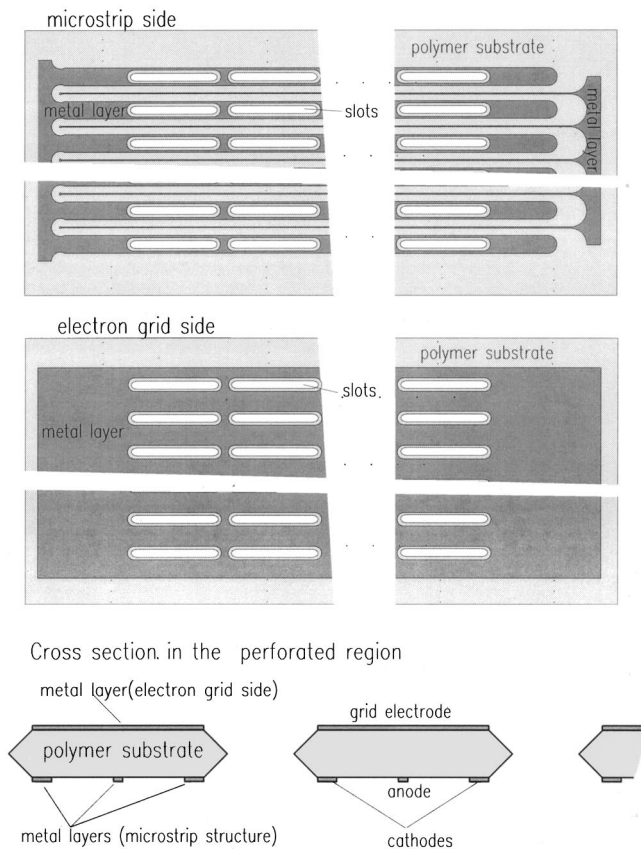 microstrip side
polymer substrate
metal layer
slots
metal layer
electron grid side
polymer substrate
slots
metal layer
Cross section. in the perforated region
metal layer(electron grid side)
grid electrode
polymer substrate
anode
metal layers (microstrip structure)
cathodes